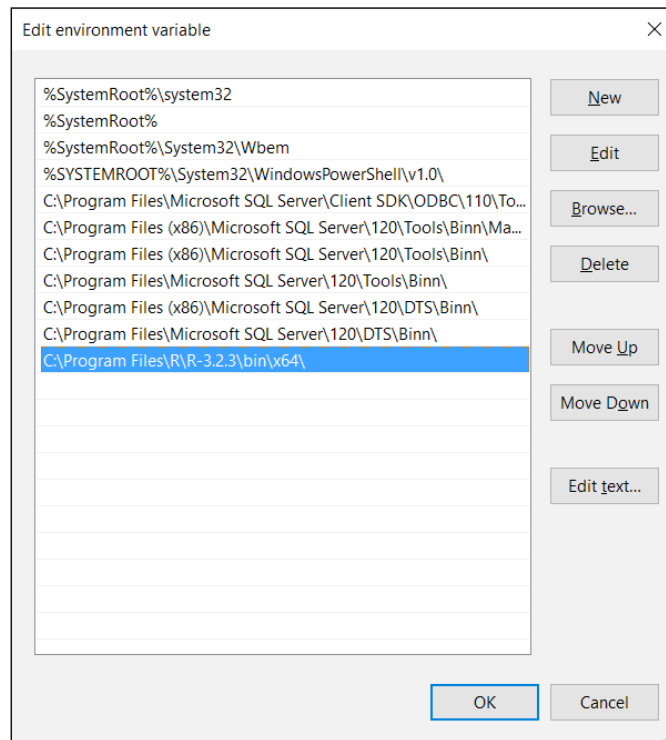 Edit environment variable
%SystemRoot%\system32
%SystemRoot%
%SystemRoot%\System32\Wbem
%SYSTEMROOT%\System32\WindowsPowerShell\v1.0\
C:\Program Files\Microsoft SQL Server\Client SDK\ODBC\110\To...
C:\Program Files (x86)\Microsoft SQL Server\120\Tools\Binn\Ma...
C:\Program Files (x86)\Microsoft SQL Server\120\Tools\Binn\
C:\Program Files\Microsoft SQL Server\120\Tools\Binn\
C:\Program Files (x86)\Microsoft SQL Server\120\DTS\Binn\
C:\Program Files\Microsoft SQL Server\120\DTS\Binn\
C:\Program Files\R\R-3.2.3\bin\x64\
New
Edit
Browse...
Delete
Move Up
Move Down
Edit text...
OK
Cancel